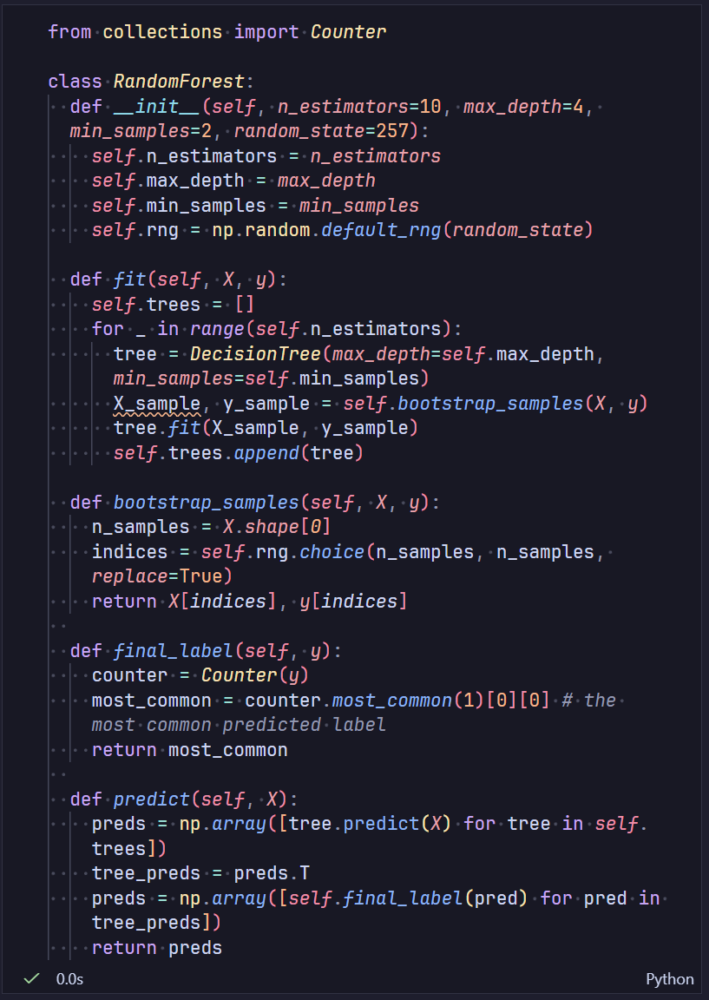 from collections import Counter

class RandomForest:
  def __init__(self, n_estimators=10, max_depth=4,
  min_samples=2, random_state=257):
    self.n_estimators = n_estimators
    self.max_depth = max_depth
    self.min_samples = min_samples
    self.rng = np.random.default_rng(random_state)

  def fit(self, X, y):
    self.trees = []
    for _ in range(self.n_estimators):
      tree = DecisionTree(max_depth=self.max_depth,
      min_samples=self.min_samples)
      X_sample, y_sample = self.bootstrap_samples(X, y)
      tree.fit(X_sample, y_sample)
      self.trees.append(tree)

  def bootstrap_samples(self, X, y):
    n_samples = X.shape[0]
    indices = self.rng.choice(n_samples, n_samples,
    replace=True)
    return X[indices], y[indices]

  def final_label(self, y):
    counter = Counter(y)
    most_common = counter.most_common(1)[0][0] # the
    most common predicted label
    return most_common

  def predict(self, X):
    preds = np.array([tree.predict(X) for tree in self.
    trees])
    tree_preds = preds.T
    preds = np.array([self.final_label(pred) for pred in
    tree_preds])
    return preds
0.0s
Python